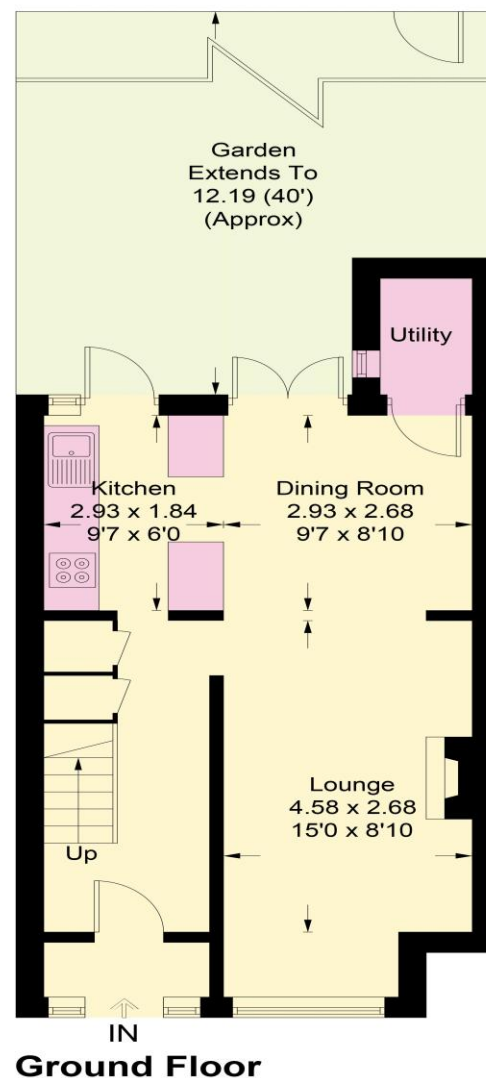 Garden
Extends To
12.19 (40')
(Approx)
Utility
Kitchen
2.93 x 1.84
9'7 x 6'0
Dining Room
2.93 x 2.68
9'7 x 8'10
Lounge
4.58 x 2.68
15'0 x 8'10
Up
IN
Ground Floor